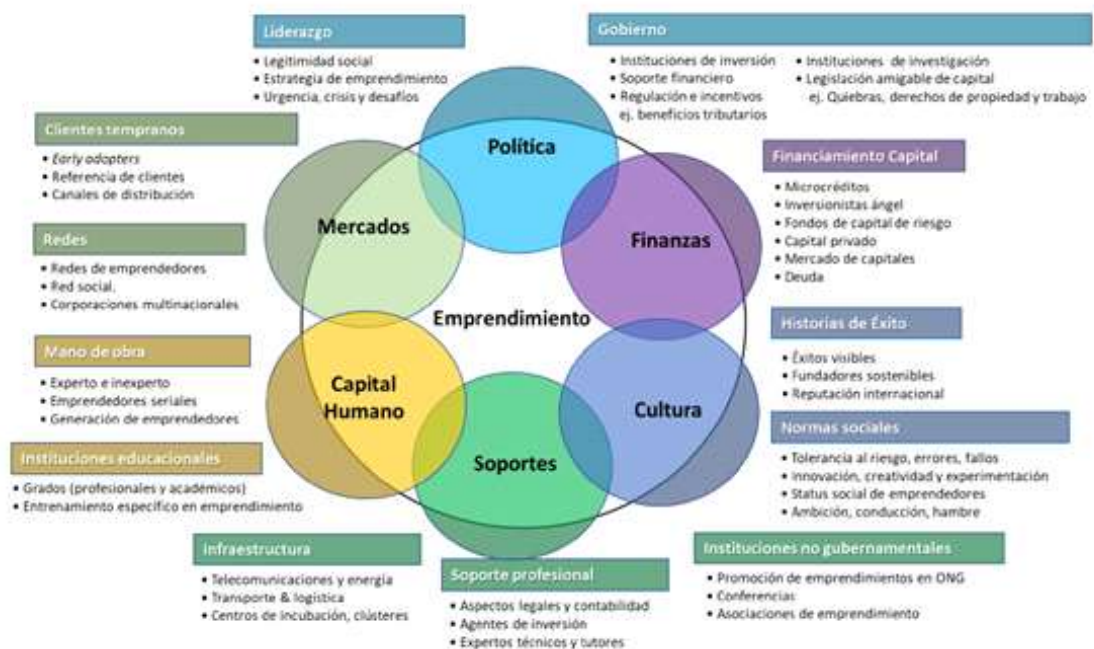 Liderazgo
• Legitimidad social
• Estrategia de emprendimiento
• Urgencia, crisis y desafíos
Gobierno
• Instituciones de inversión
• Soporte financiero
• Regulación e incentivos
ej. beneficios tributarios
• Instituciones de investigación
• Legislación amigable de capital
ej. Quiebras, derechos de propiedad y trabajo
Clientes tempranos
• Early adopters
• Referencia de clientes
• Canales de distribución
Redes
• Redes de emprendedores
• Red social.
• Corporaciones multinacionales
Mano de obra
• Experto e inexperto
• Emprendedores seriales
• Generación de emprendedores
Instituciones educacionales
• Grados (profesionales y académicos)
• Entrenamiento específico en emprendimiento
Política
Mercados
Finanzas
Emprendimiento
Capital
Humano
Cultura
Soportes
Financiamiento Capital
• Microcréditos
• Inversionistas ángel
• Fondos de capital de riesgo
• Capital privado
• Mercado de capitales
• Deuda
Historias de Éxito
• Éxitos visibles
• Fundadores sostenibles
• Reputación internacional
Normas sociales
• Tolerancia al riesgo, errores, fallos
• Innovación, creatividad y experimentación
• Status social de emprendedores
• Ambición, conducción, hambre
Infraestructura
• Telecomunicaciones y energía
• Transporte & logística
• Centros de incubación, clústeres
Soporte profesional
• Aspectos legales y contabilidad
• Agentes de inversión
• Expertos técnicos y tutores
Instituciones no gubernamentales
• Promoción de emprendimientos en ONG
• Conferencias
• Asociaciones de emprendimiento